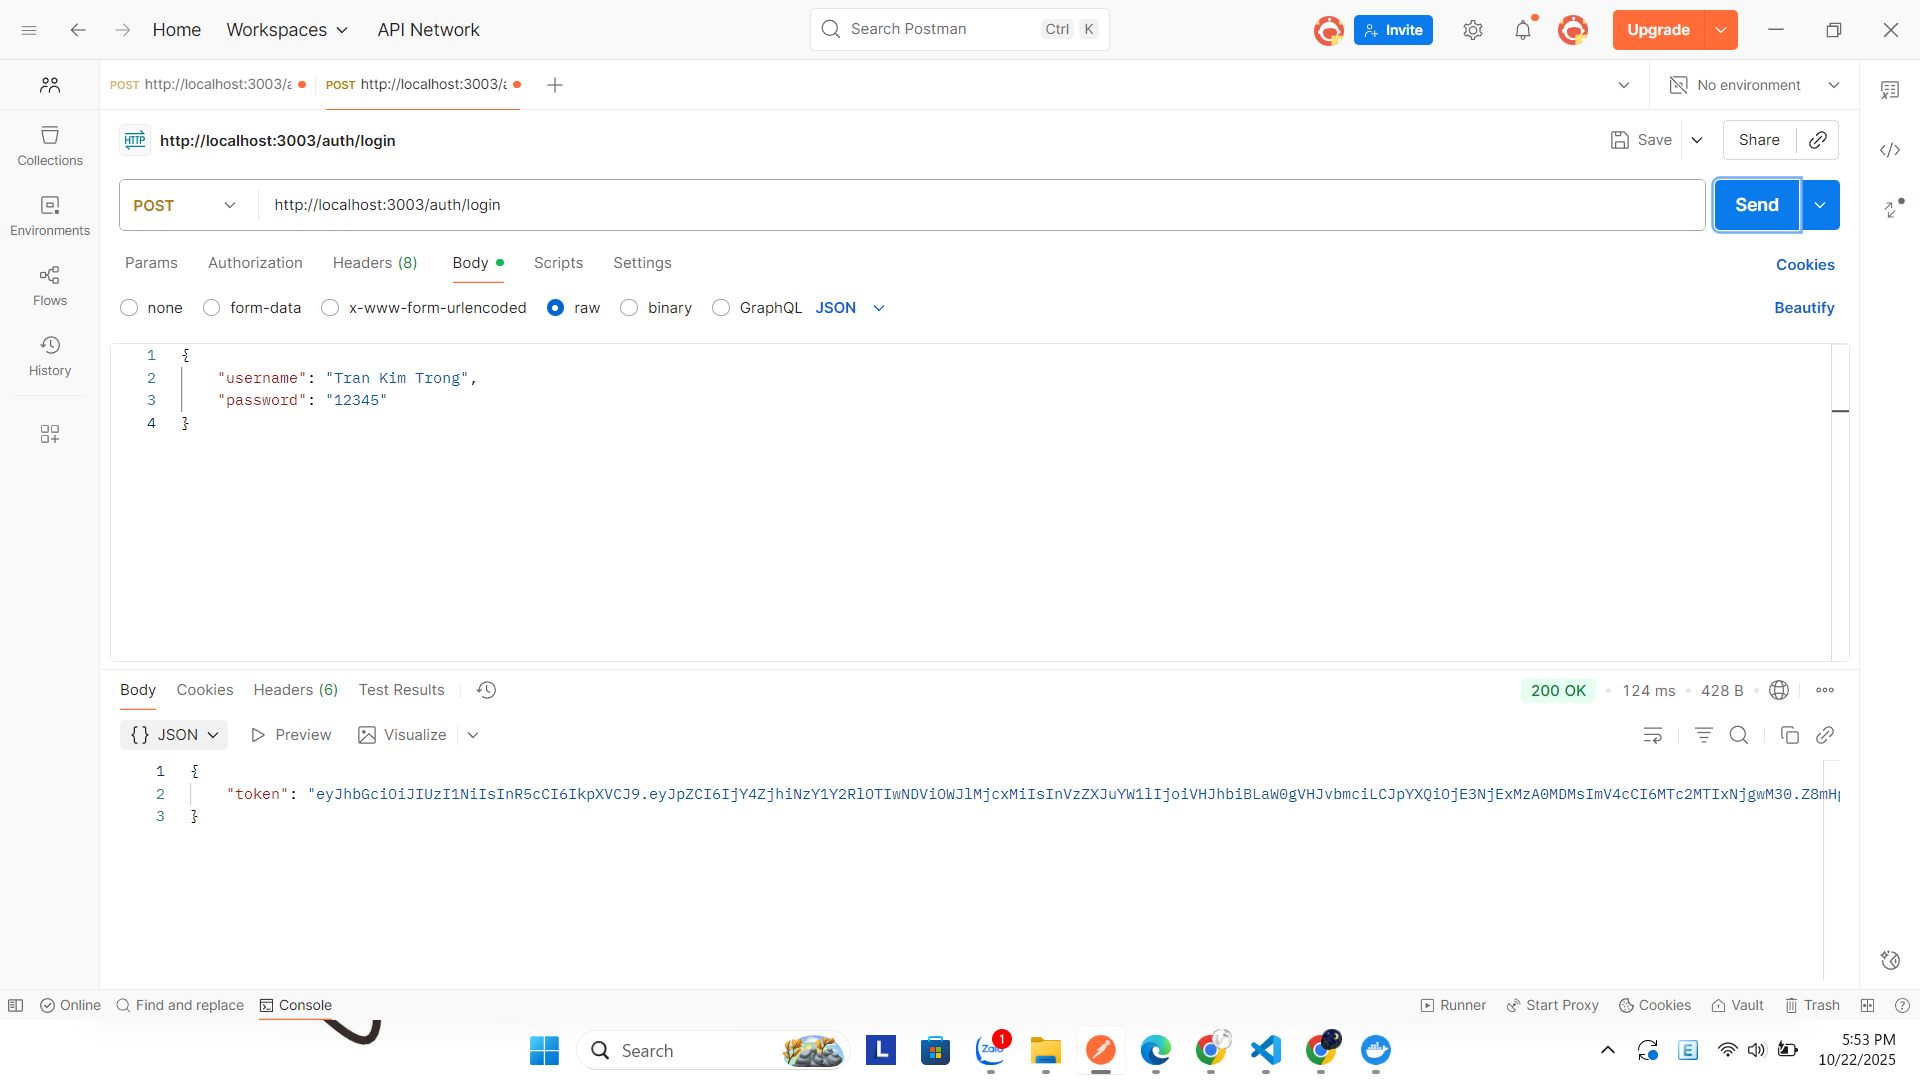 Home
Workspaces
API Network
Search Postman
Ctrl
K
Invite
Upgrade
POST http://localhost:3003/a
POST http://localhost:3003/a
No environment
HTTP
http://localhost:3003/auth/login
Save
Share
Collections
Environments
Flows
History
POST
http://localhost:3003/auth/login
Send
Params
Authorization
Headers (8)
Body
Scripts
Settings
Cookies
none
form-data
x-www-form-urlencoded
raw
binary
GraphQL
JSON
Beautify
1 {
2 "username": "Tran Kim Trong",
3 "password": "12345"
4 }
Body
Cookies
Headers (6)
Test Results
200 OK
124 ms
428 B
{} JSON
Preview
Visualize
1 {
2 "token": "eyJhbGciOiJIUzI1NiIsInR5cCI6IkpXVCJ9.eyJpZCI6IjY4ZjhiNzY1Y2RlOTIwNDViOWJlMjcxMiIsInVzZXJuYW1lIjoiVHJhbiBLaW0gVHJvbmciLCJpYXQiOjE3NjExMzA0MDMsImV4cCI6MTc2MTIxNjgwM30.Z8mHp
3 }
Online
Find and replace
Console
Runner
Start Proxy
Cookies
Vault
Trash
Search
L
Zalo
1
E
5:53 PM
10/22/2025